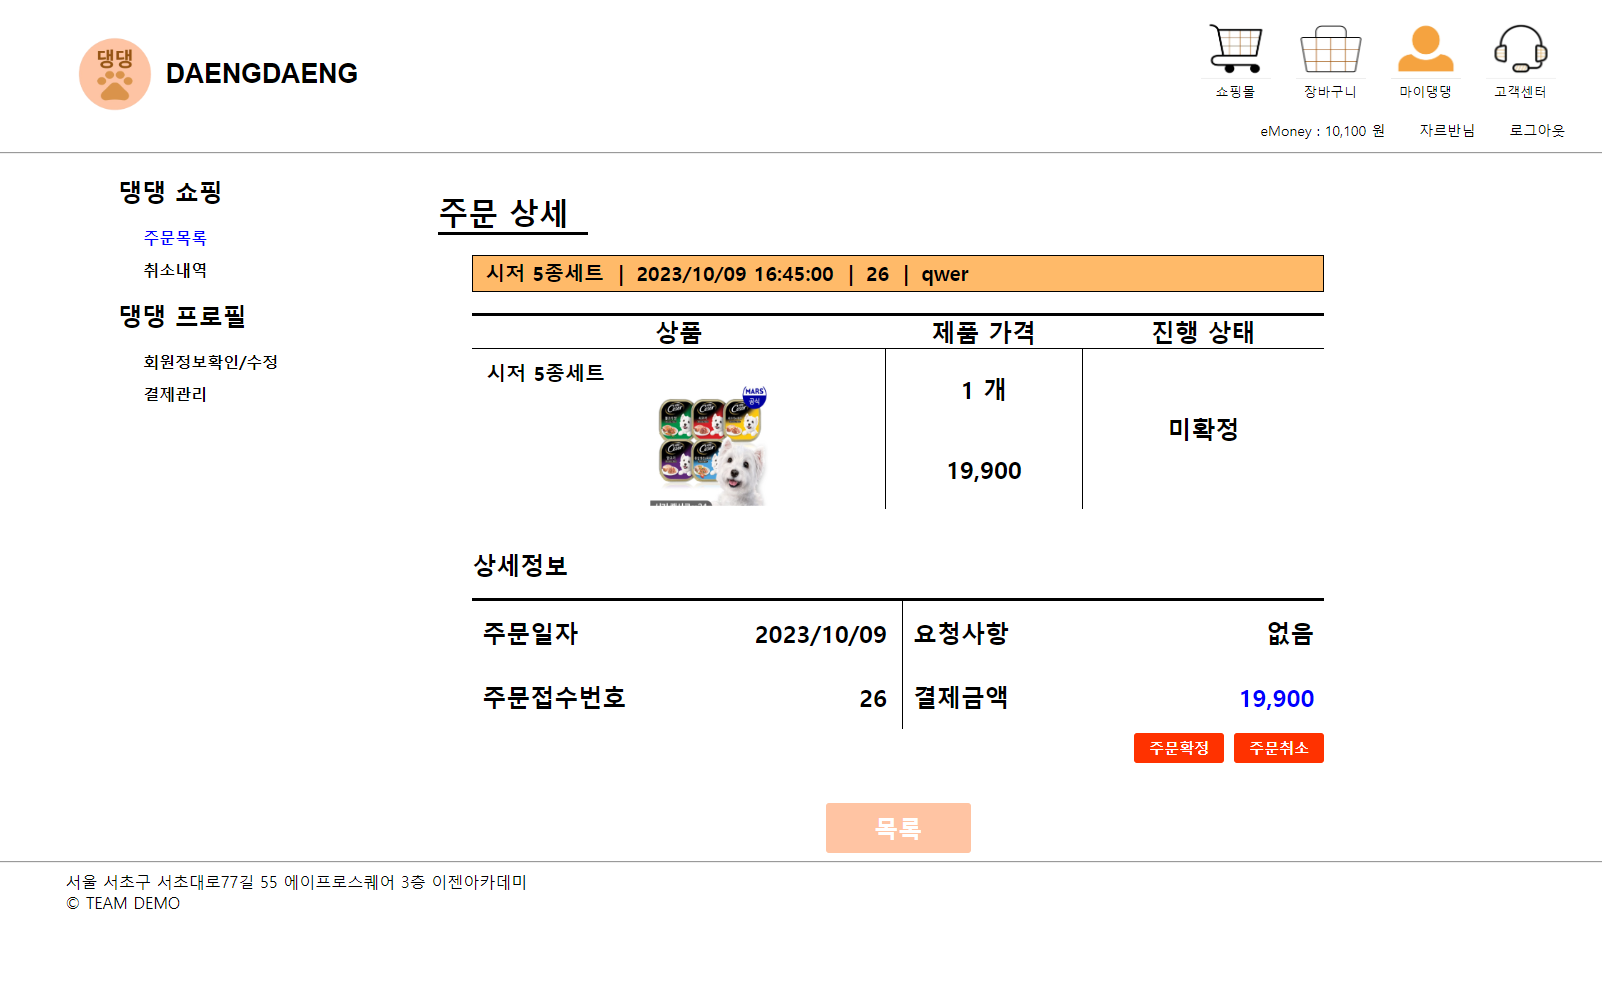 댕댕
DAENGDAENG
쇼핑몰 장바구니 마이댕댕 고객센터
eMoney : 10,100 원 자르반님 로그아웃
댕댕 쇼핑
주문목록
취소내역
댕댕 프로필
회원정보확인/수정
결제관리
주문 상세
시저 5종세트 | 2023/10/09 16:45:00 | 26 | qwer
상품 제품 가격 진행 상태
시저 5종세트
MARS
공식
Cesar Cesar Cesar
Cesar Cesar
1 개
19,900
미확정
상세정보
주문일자 2023/10/09 요청사항 없음
주문접수번호 26 결제금액 19,900
주문확정 주문취소
목록
서울 서초구 서초대로77길 55 에이프로스퀘어 3층 이젠아카데미
© TEAM DEMO